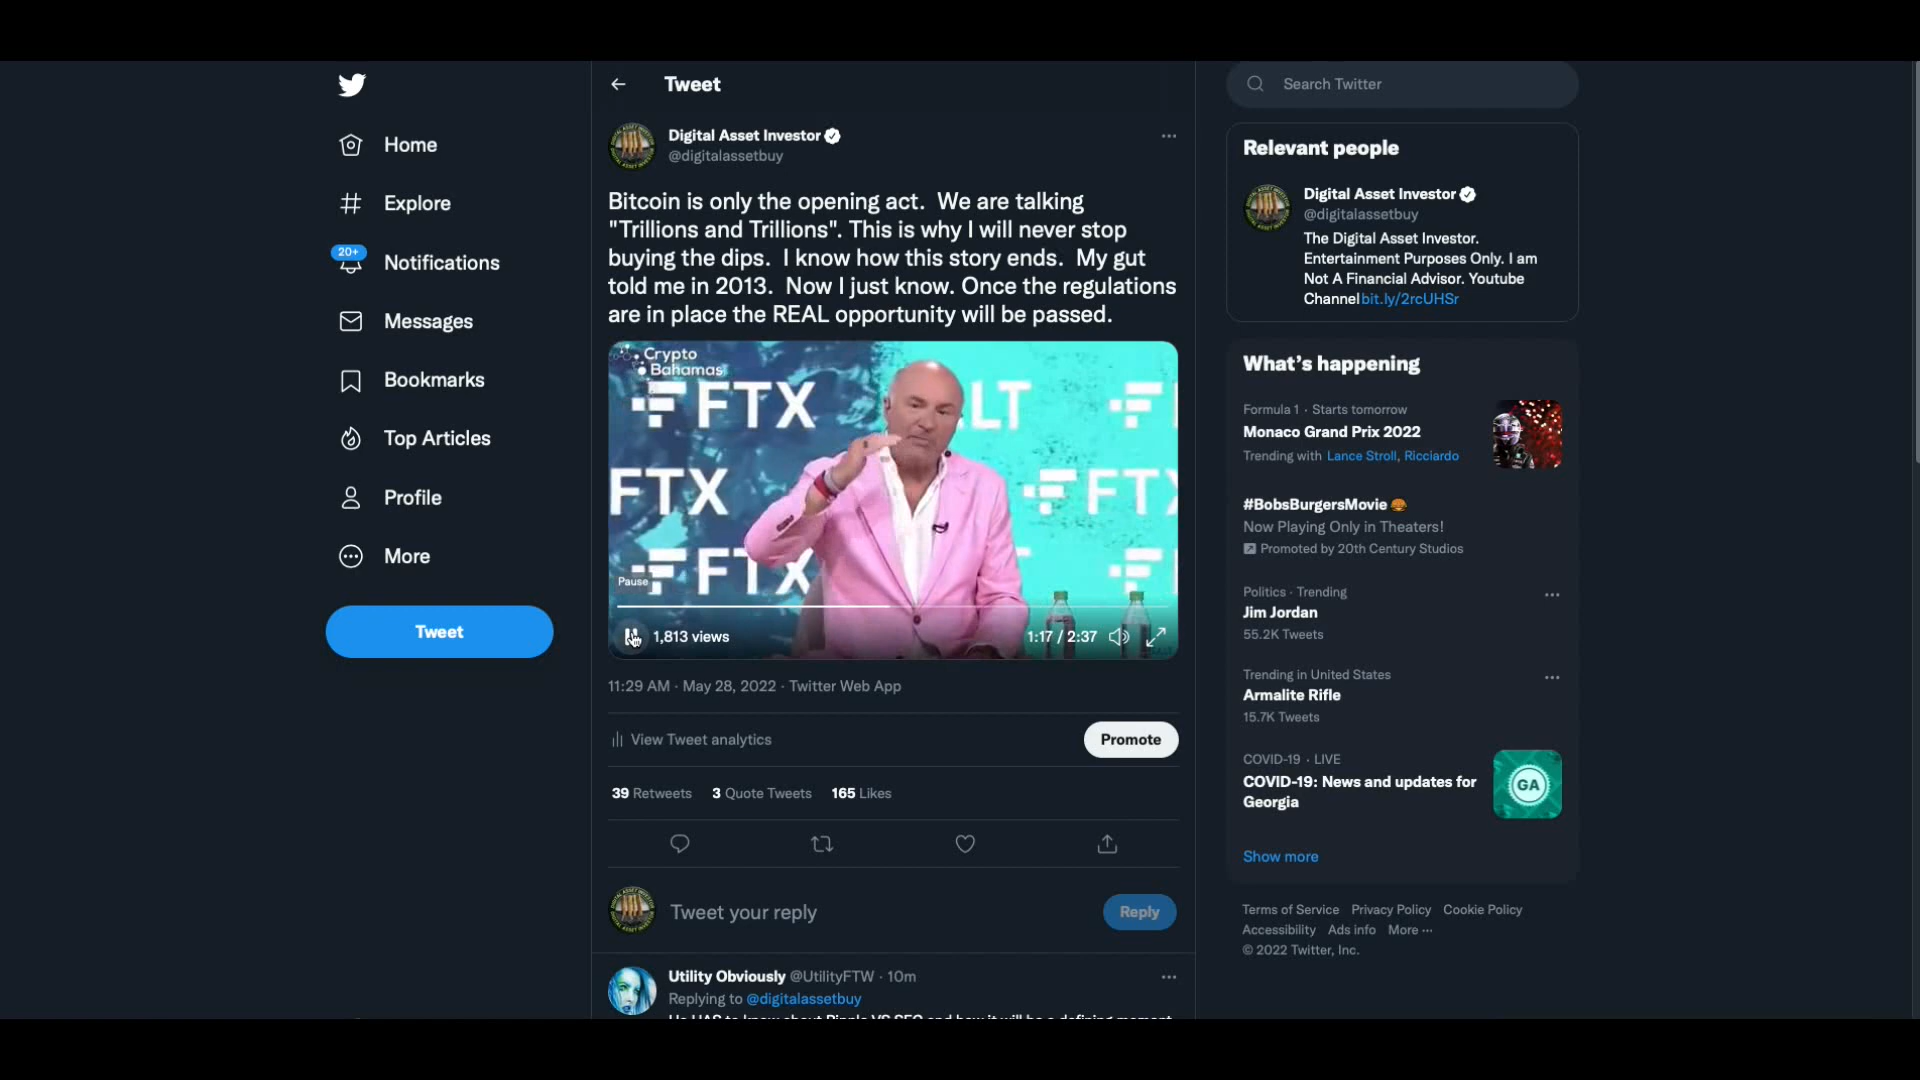 Home
Explore
20+
Notifications
Messages
Bookmarks
Top Articles
Profile
More
Tweet
Tweet
Digital Asset Investor
@digitalassetbuy
Bitcoin is only the opening act. We are talking
"Trillions and Trillions". This is why I will never stop
buying the dips. I know how this story ends. My gut
told me in 2013. Now I just know. Once the regulations
are in place the REAL opportunity will be passed.
Crypto
Bahamas
FTX
LT
FTX
FT
FTX
Pause
1,813 views
1:17 / 2:37
11:29 AM · May 28, 2022 · Twitter Web App
View Tweet analytics
Promote
39 Retweets 3 Quote Tweets 165 Likes
Tweet your reply
Reply
Utility Obviously @UtilityFTW · 10m
Replying to @digitalassetbuy
Search Twitter
Relevant people
Digital Asset Investor
@digitalassetbuy
The Digital Asset Investor.
Entertainment Purposes Only. I am
Not A Financial Advisor. Youtube
Channel bit.ly/2rcUHSr
What's happening
Formula 1 · Starts tomorrow
Monaco Grand Prix 2022
Trending with Lance Stroll, Ricciardo
#BobsBurgersMovie
Now Playing Only in Theaters!
Promoted by 20th Century Studios
Politics · Trending
Jim Jordan
55.2K Tweets
Trending in United States
Armalite Rifle
15.7K Tweets
COVID-19 · LIVE
COVID-19: News and updates for
Georgia
GA
Show more
Terms of Service Privacy Policy Cookie Policy
Accessibility Ads info More ···
© 2022 Twitter, Inc.